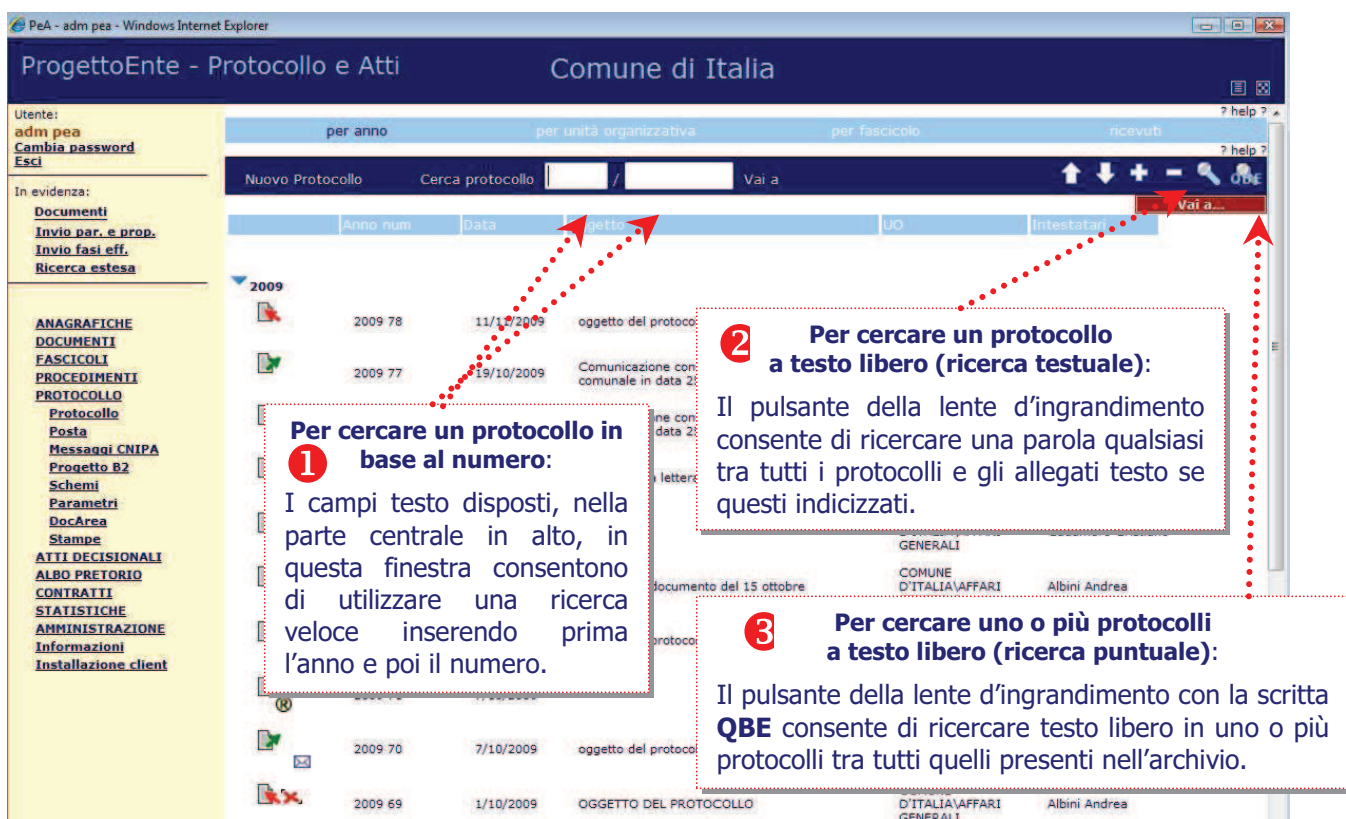 PeA - adm pea - Windows Internet Explorer
ProgettoEnte - Protocollo e Atti
Comune di Italia
Utente:
adm pea
Cambia password
Esci
In evidenza:
Documenti
Invio par. e prop.
Invio fasi eff.
Ricerca estesa
ANAGRAFICHE
DOCUMENTI
FASCICOLI
PROCEDIMENTI
PROTOCOLLO
Protocollo
Posta
Messaggi CNIPA
Progetto B2
Schemi
Parametri
DocArea
Stampe
ATTI DECISIONALI
ALBO PRETORIO
CONTRATTI
STATISTICHE
AMMINISTRAZIONE
Informazioni
Installazione client
? help ?
per anno per unità organizzativa per fascicolo ricevuti
? help ?
Nuovo Protocollo Cerca protocollo / Vai a QBE
Vai a...
Anno num Data UO Intestatari
2009
2009 78 11/11/2009 oggetto del
2009 77 19/10/2009 Comunicazione
comunale in data
data
GENERALI
documento del 15 ottobre COMUNE
D'ITALIA\AFFARI Albini Andrea
®
2009 70 7/10/2009 oggetto del
2009 69 1/10/2009 OGGETTO DEL PROTOCOLLO D'ITALIA\AFFARI Albini Andrea
GENERALI
1
Per cercare un protocollo in
base al numero:
I campi testo disposti, nella
parte centrale in alto, in
questa finestra consentono
di utilizzare una ricerca
veloce inserendo prima
l'anno e poi il numero.
2
Per cercare un protocollo
a testo libero (ricerca testuale):
Il pulsante della lente d'ingrandimento
consente di ricercare una parola qualsiasi
tra tutti i protocolli e gli allegati testo se
questi indicizzati.
3
Per cercare uno o più protocolli
a testo libero (ricerca puntuale):
Il pulsante della lente d'ingrandimento con la scritta
QBE consente di ricercare testo libero in uno o più
protocolli tra tutti quelli presenti nell'archivio.